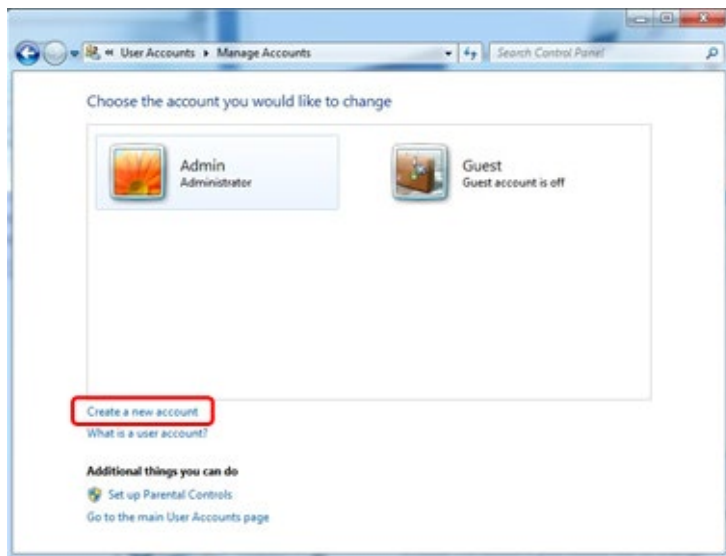 « User Accounts ▸ Manage Accounts
Search Control Panel
Choose the account you would like to change
Admin
Administrator
Guest
Guest account is off
Create a new account
What is a user account?
Additional things you can do
Set up Parental Controls
Go to the main User Accounts page